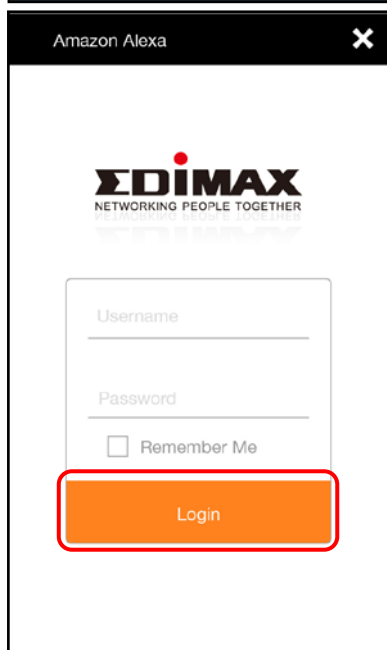 Amazon Alexa
EDIMAX
NETWORKING PEOPLE TOGETHER
Username
Password
Remember Me
Login